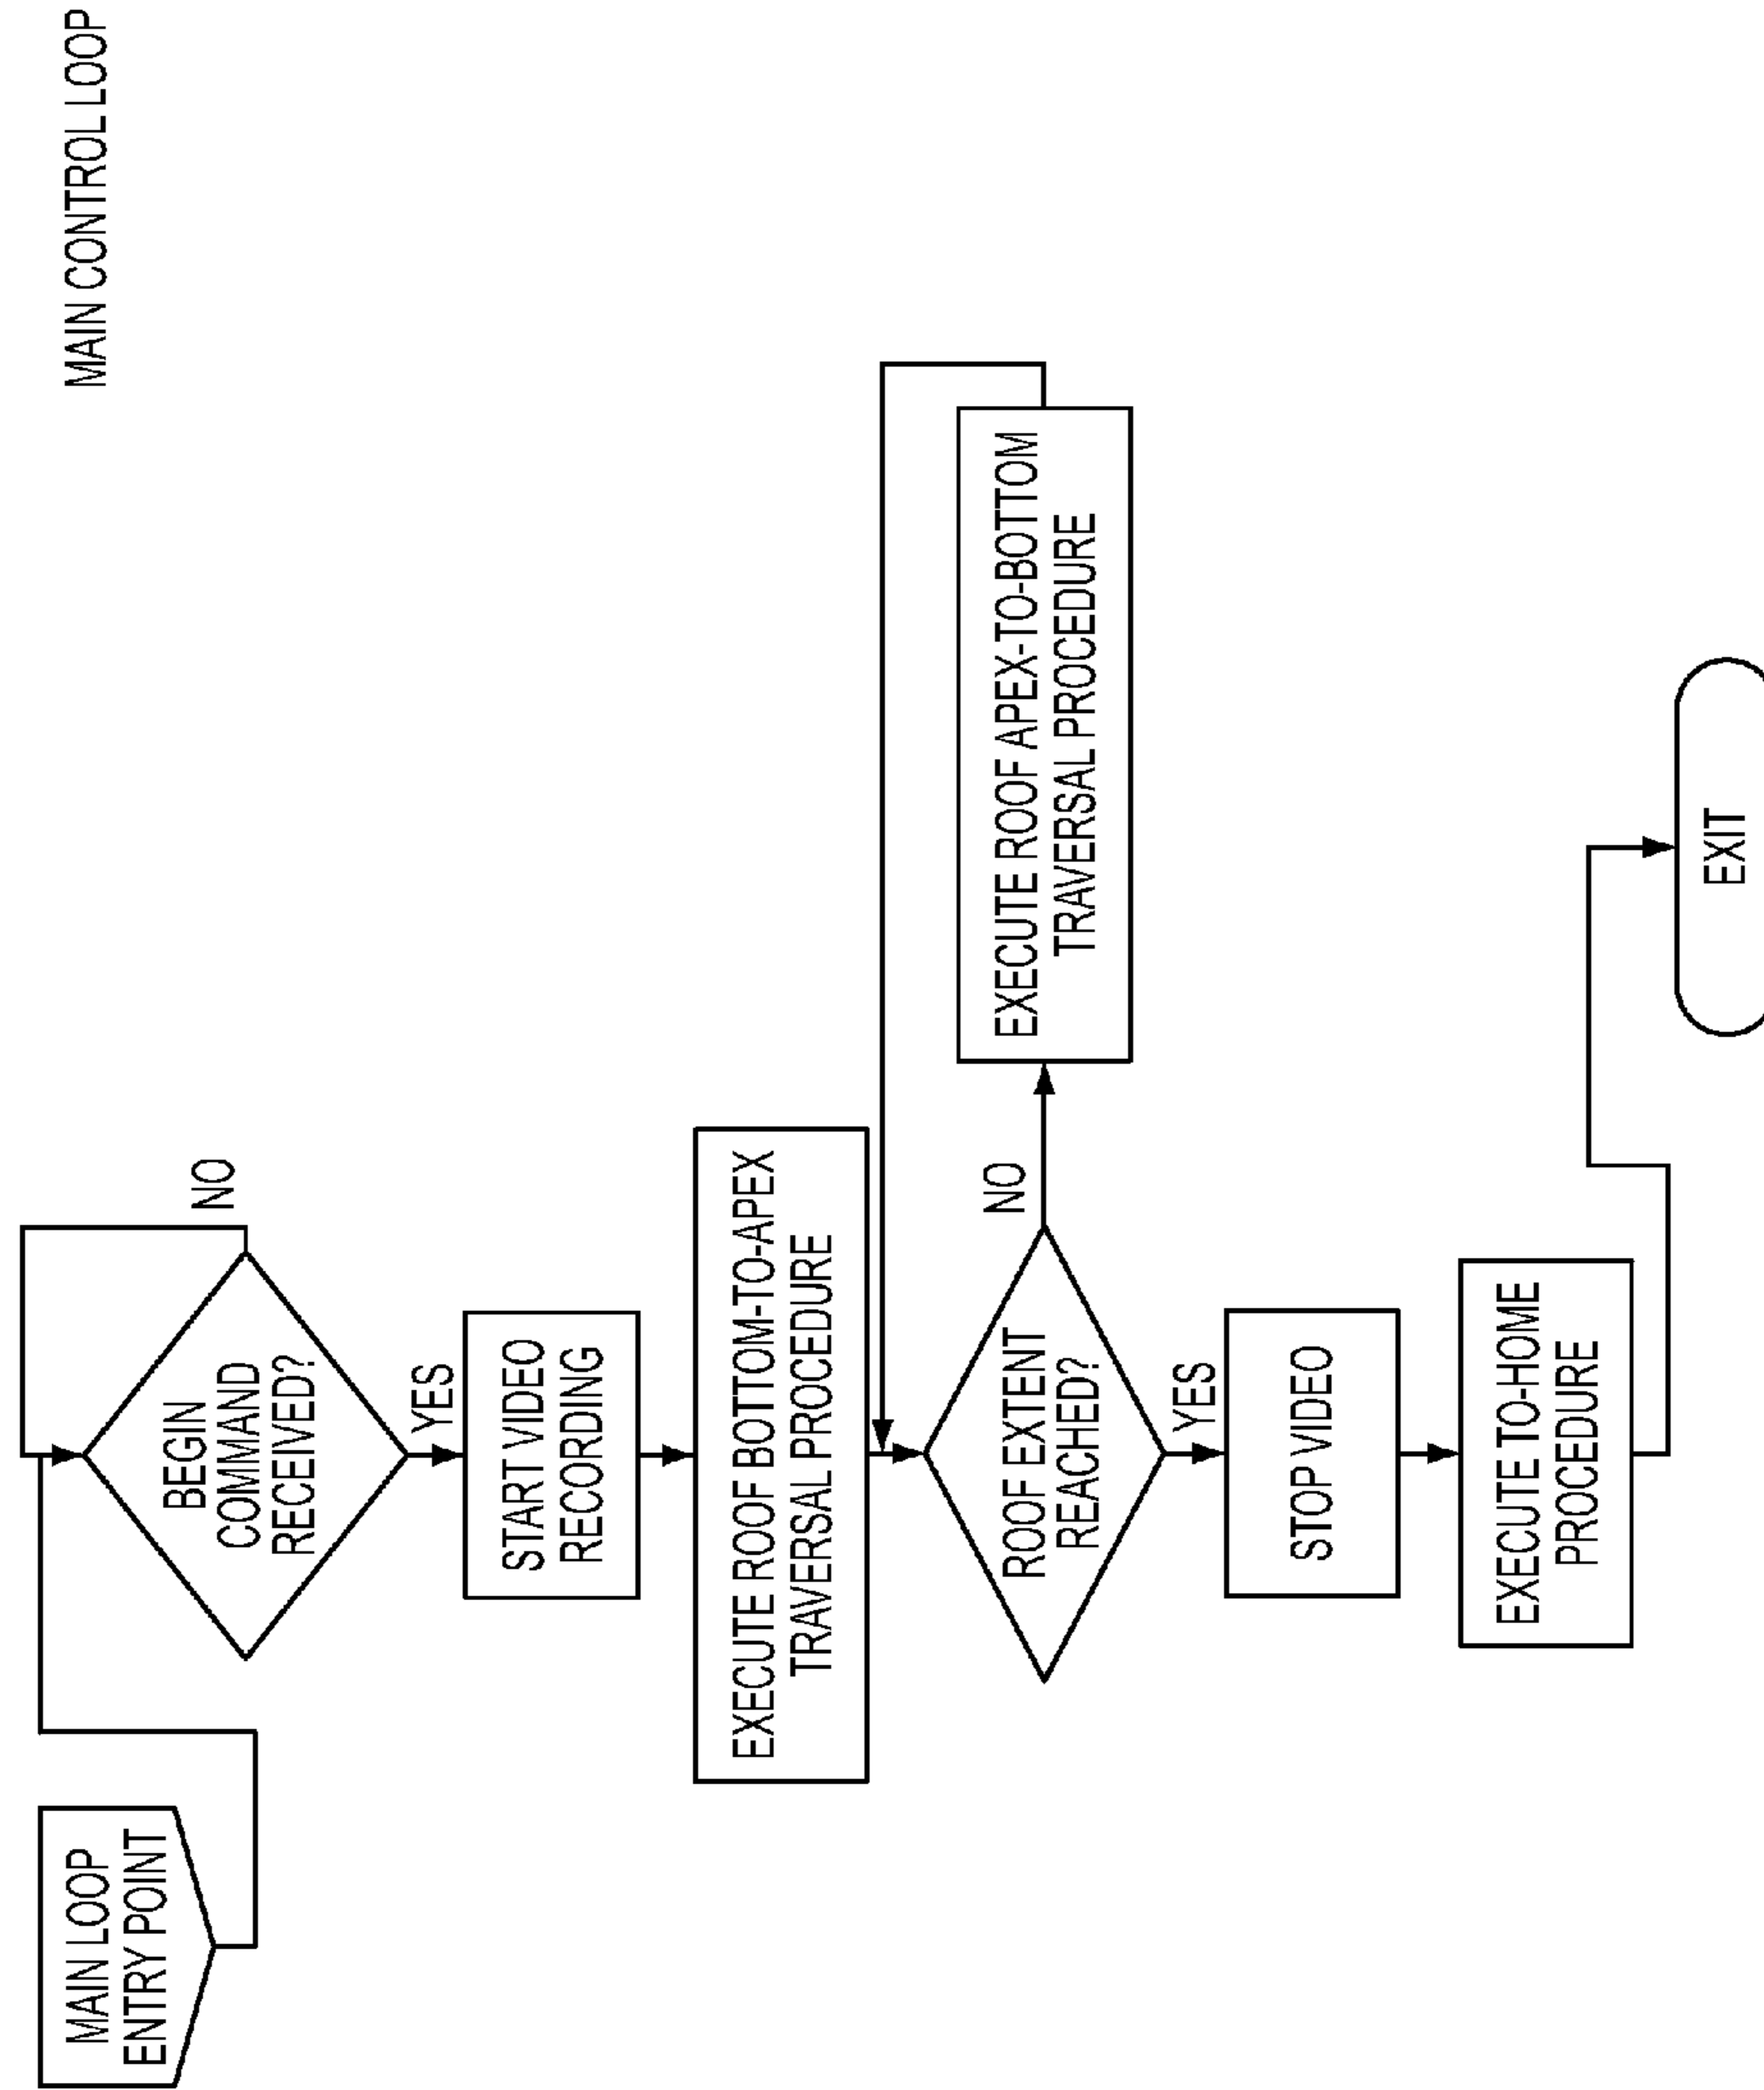 MAIN CONTROL LOOP
MAIN LOOP
ENTRY POINT
BEGIN
COMMAND
RECEIVED?
NO
YES
START VIDEO
RECORDING
EXECUTE ROOF BOTTOM-TO-APEX
TRAVERSAL PROCEDURE
ROOF EXTENT
REACHED?
NO
EXECUTE ROOF APEX-TO-BOTTOM
TRAVERSAL PROCEDURE
YES
STOP VIDEO
EXECUTE TO-HOME
PROCEDURE
EXIT